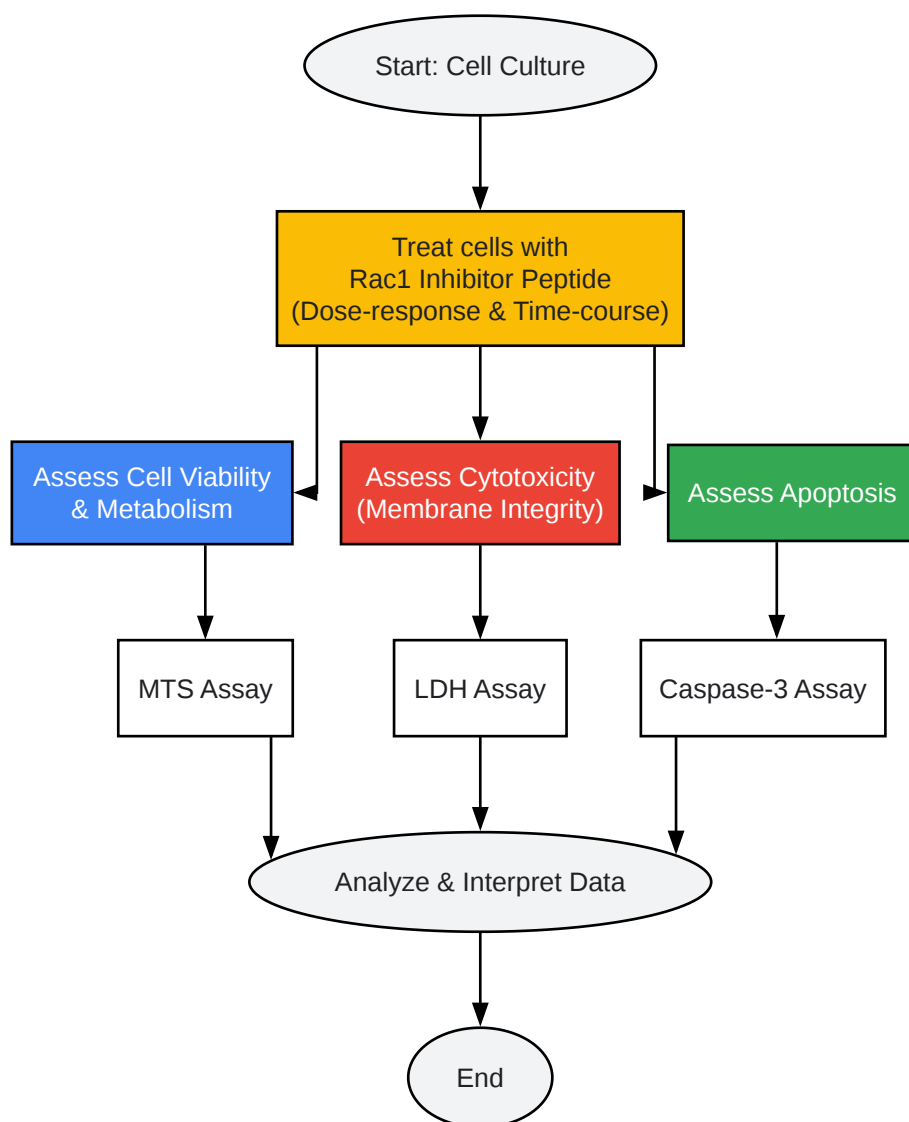 Start: Cell Culture
Treat cells with
Rac1 Inhibitor Peptide
(Dose-response & Time-course)
Assess Cell Viability
& Metabolism
Assess Cytotoxicity
(Membrane Integrity)
Assess Apoptosis
MTS Assay
LDH Assay
Caspase-3 Assay
Analyze & Interpret Data
End